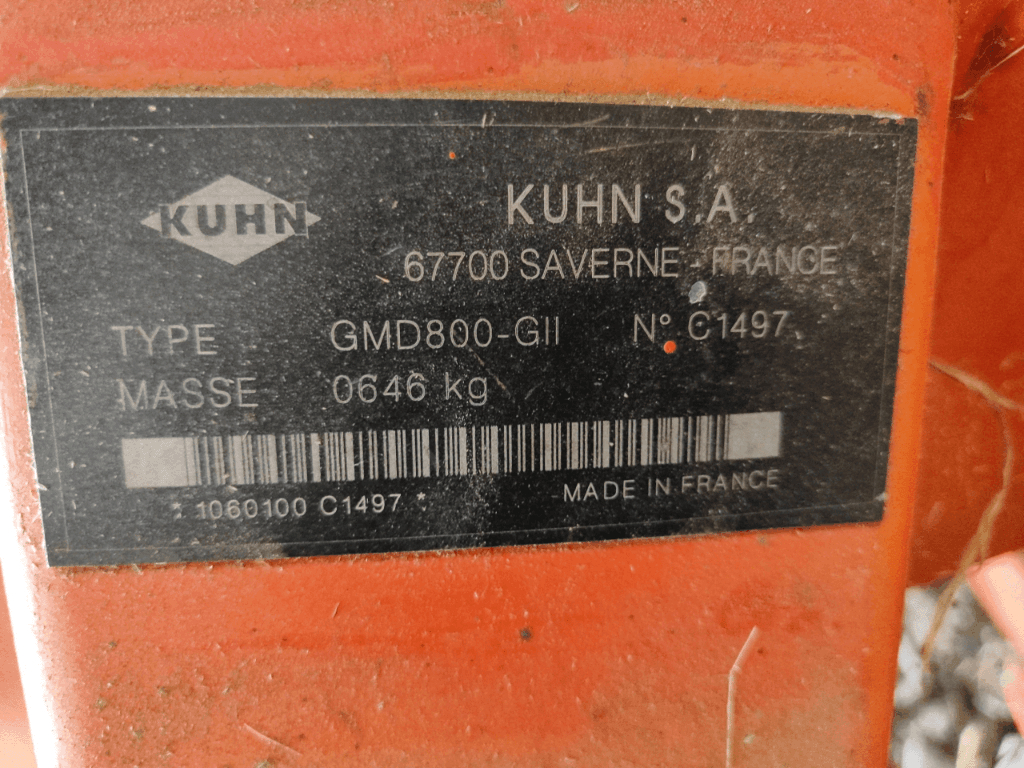 KUHN
KUHN S.A.
67700 SAVERNE - FRANCE
TYPE GMD800-GII N° C1497
MASSE 0646 kg
* 1060100 C1497 *
MADE IN FRANCE